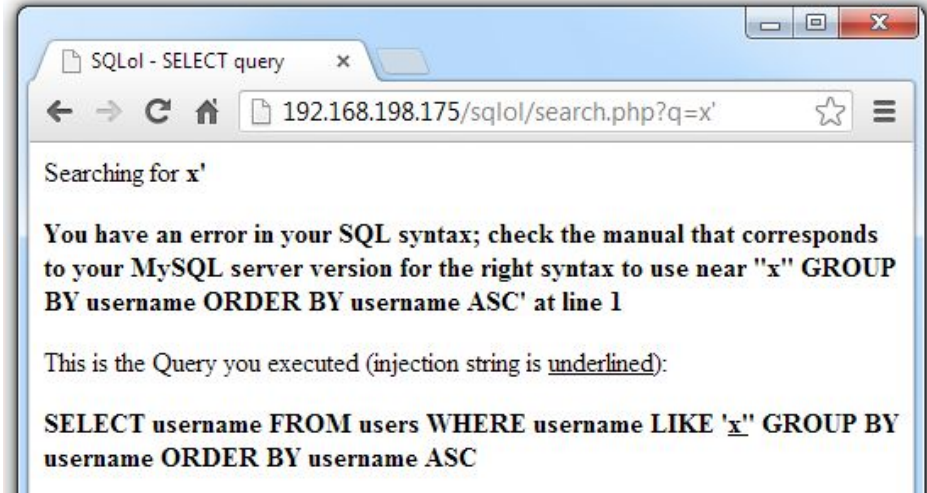 SQLol - SELECT query
192.168.198.175/sqlol/search.php?q=x'
Searching for x'
You have an error in your SQL syntax; check the manual that corresponds
to your MySQL server version for the right syntax to use near ''x'' GROUP
BY username ORDER BY username ASC' at line 1
This is the Query you executed (injection string is underlined):
SELECT username FROM users WHERE username LIKE 'x'' GROUP BY
username ORDER BY username ASC